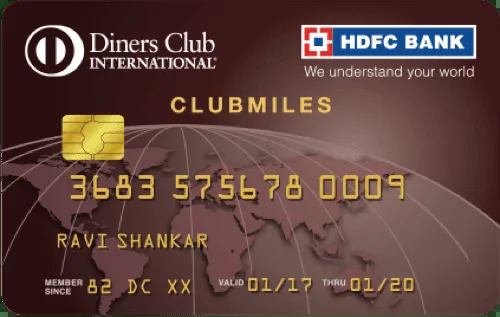 Diners Club
INTERNATIONAL®
HDFC BANK
We understand your world
CLUBMILES
3683 575678 0009
RAVI SHANKAR
MEMBER SINCE 82 DC XX VALID 01/17 THRU 01/20